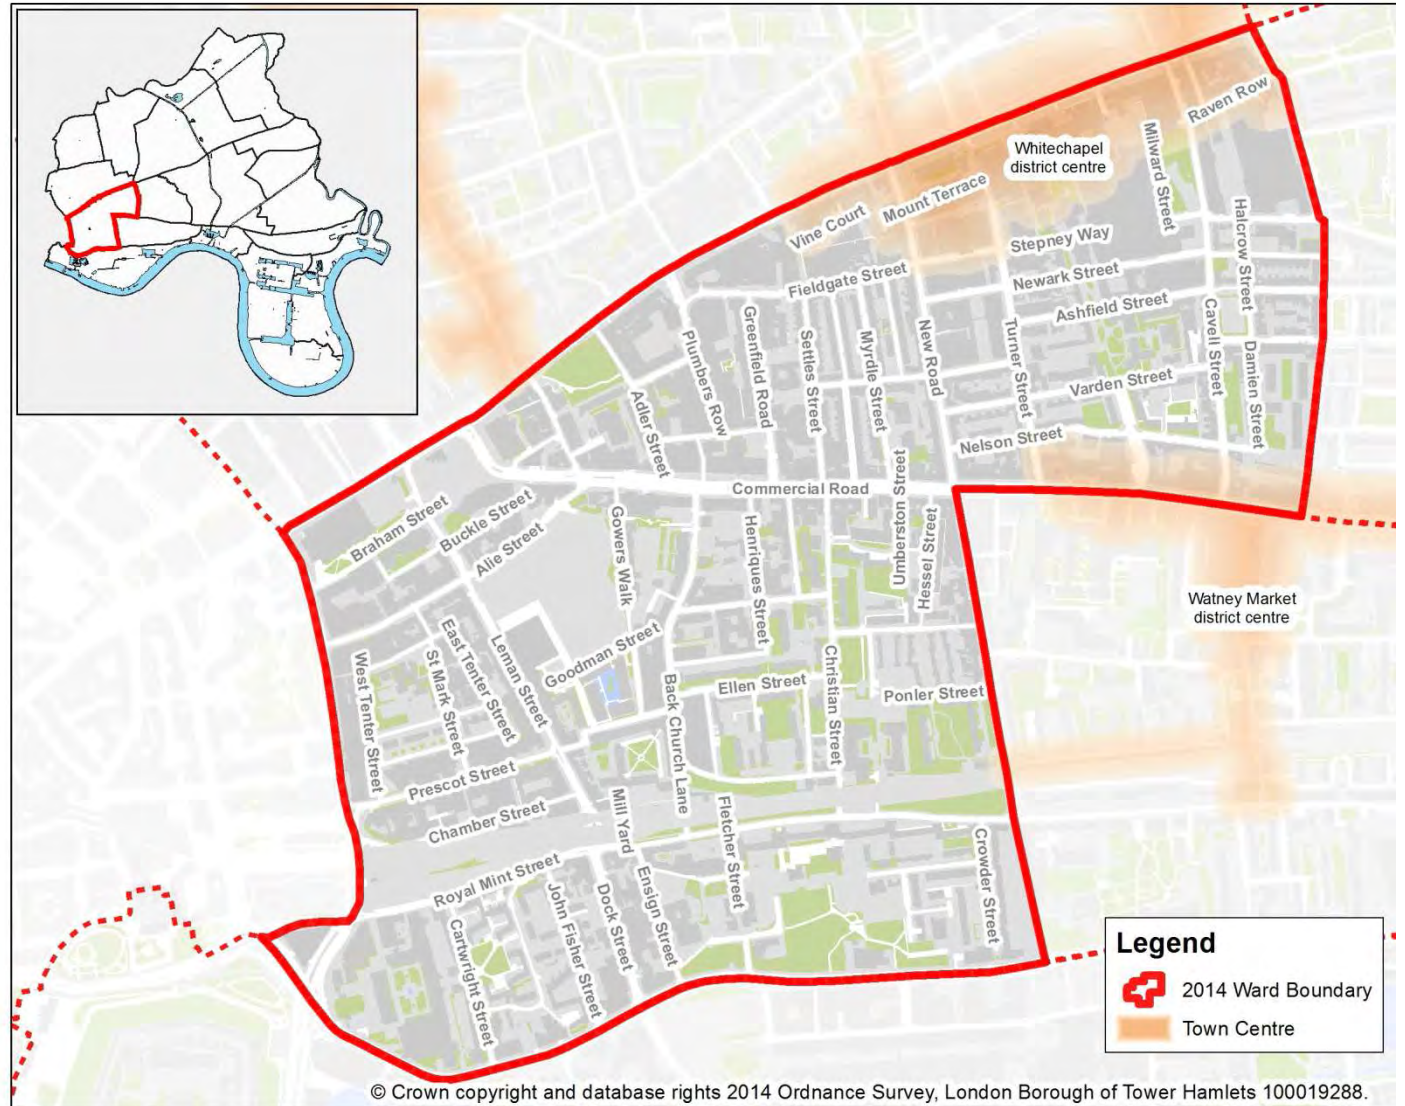 Raven Row
Whitechapel
district centre
Milward Street
Mount Terrace
Vine Court
Halcrow Street
Stepney Way
Fieldgate Street
Newark Street
Ashfield Street
Plumbers Row
Greenfield Road
Settles Street
Myrdle Street
New Road
Turner Street
Cavell Street
Damien Street
Varden Street
Adler Street
Nelson Street
Commercial Road
Umberston Street
Braham Street
Buckle Street
Alie Street
Gowers Walk
Henriques Street
Hessel Street
Watney Market
district centre
West Tenter Street
St Mark Street
East Tenter Street
Leman Street
Goodman Street
Back Church Lane
Ellen Street
Christian Street
Ponler Street
Prescot Street
Chamber Street
Mill Yard
Fletcher Street
Crowder Street
Royal Mint Street
Cartwright Street
John Fisher Street
Dock Street
Ensign Street
Legend
2014 Ward Boundary
Town Centre
© Crown copyright and database rights 2014 Ordnance Survey, London Borough of Tower Hamlets 100019288.